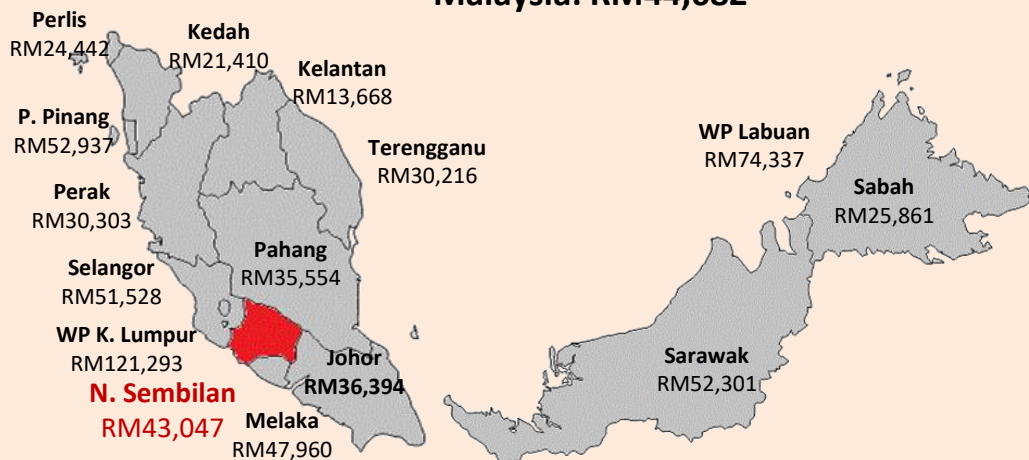 Perlis
RM24,442
Kedah
RM21,410
Kelantan
RM13,668
P. Pinang
RM52,937
Terengganu
RM30,216
WP Labuan
RM74,337
Perak
RM30,303
Sabah
RM25,861
Pahang
RM35,554
Selangor
RM51,528
WP K. Lumpur
RM121,293
Johor
RM36,394
Sarawak
RM52,301
N. Sembilan
RM43,047
Melaka
RM47,960